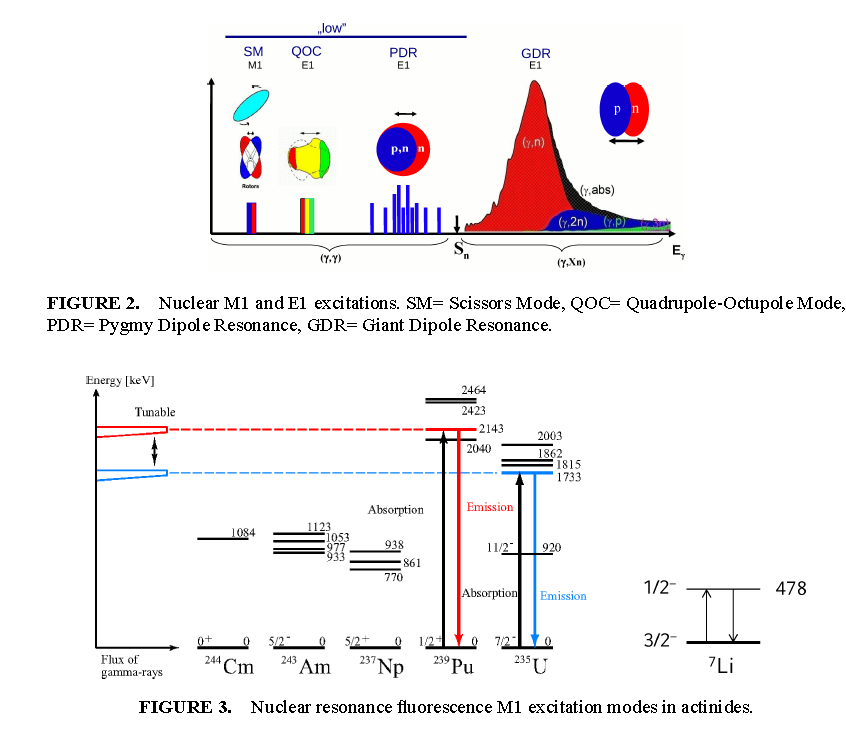 „low"
SM QOC PDR GDR
M1 E1 E1 E1
p n
p,n n
(γ,n)
(γ,abs)
Rotors
(γ,2n) (γ,p)
(γ,γ) Sn (γ,Xn) Eγ
FIGURE 2. Nuclear M1 and E1 excitations. SM= Scissors Mode, QOC= Quadrupole-Octupole Mode,
PDR= Pygmy Dipole Resonance, GDR= Giant Dipole Resonance.
Energy [keV]
Tunable
2464
2423
2143
2040
2003
1862
1815
1733
Absorption Emission
1084
1123
1053
977
933
938
861
770
11/2⁻ 920
Absorption Emission
0⁺ 0 5/2⁻ 0 5/2⁺ 0 1/2⁺ 0 7/2⁻ 0
Flux of
gamma-rays
²⁴⁴Cm ²⁴³Am ²³⁷Np ²³⁹Pu ²³⁵U
1/2⁻ 478
3/2⁻
⁷Li
FIGURE 3. Nuclear resonance fluorescence M1 excitation modes in actinides.